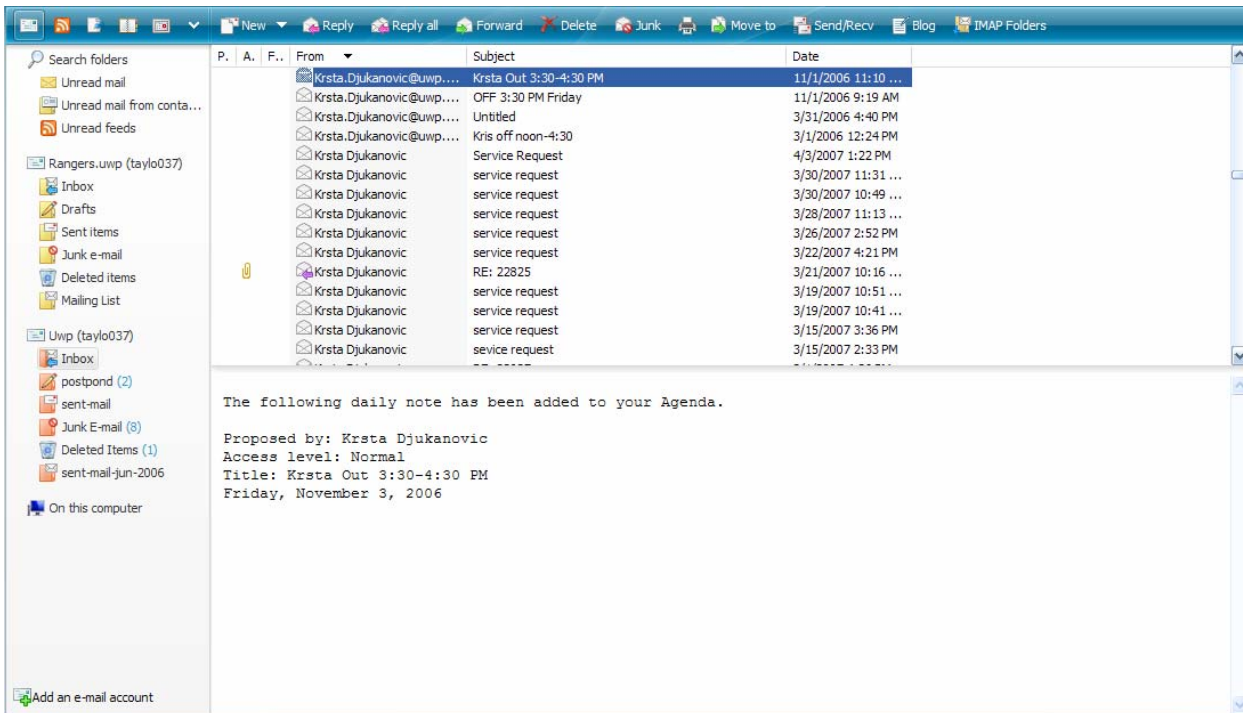 New Reply Reply all Forward Delete Junk Move to Send/Recv Blog IMAP Folders
Search folders
Unread mail
Unread mail from conta...
Unread feeds
Rangers.uwp (taylo037)
Inbox
Drafts
Sent items
Junk e-mail
Deleted items
Mailing List
Uwp (taylo037)
Inbox
postpond (2)
sent-mail
Junk E-mail (8)
Deleted Items (1)
sent-mail-jun-2006
On this computer
Add an e-mail account
P. A. F.. From Subject Date
Krsta.Djukanovic@uwp.... Krsta Out 3:30-4:30 PM 11/1/2006 11:10 ...
Krsta.Djukanovic@uwp.... OFF 3:30 PM Friday 11/1/2006 9:19 AM
Krsta.Djukanovic@uwp.... Untitled 3/31/2006 4:40 PM
Krsta.Djukanovic@uwp.... Kris off noon-4:30 3/1/2006 12:24 PM
Krsta Djukanovic Service Request 4/3/2007 1:22 PM
Krsta Djukanovic service request 3/30/2007 11:31 ...
Krsta Djukanovic service request 3/30/2007 10:49 ...
Krsta Djukanovic service request 3/28/2007 11:13 ...
Krsta Djukanovic service request 3/26/2007 2:52 PM
Krsta Djukanovic service request 3/22/2007 4:21 PM
Krsta Djukanovic RE: 22825 3/21/2007 10:16 ...
Krsta Djukanovic service request 3/19/2007 10:51 ...
Krsta Djukanovic service request 3/19/2007 10:41 ...
Krsta Djukanovic service request 3/15/2007 3:36 PM
Krsta Djukanovic sevice request 3/15/2007 2:33 PM
The following daily note has been added to your Agenda.
Proposed by: Krsta Djukanovic
Access level: Normal
Title: Krsta Out 3:30-4:30 PM
Friday, November 3, 2006